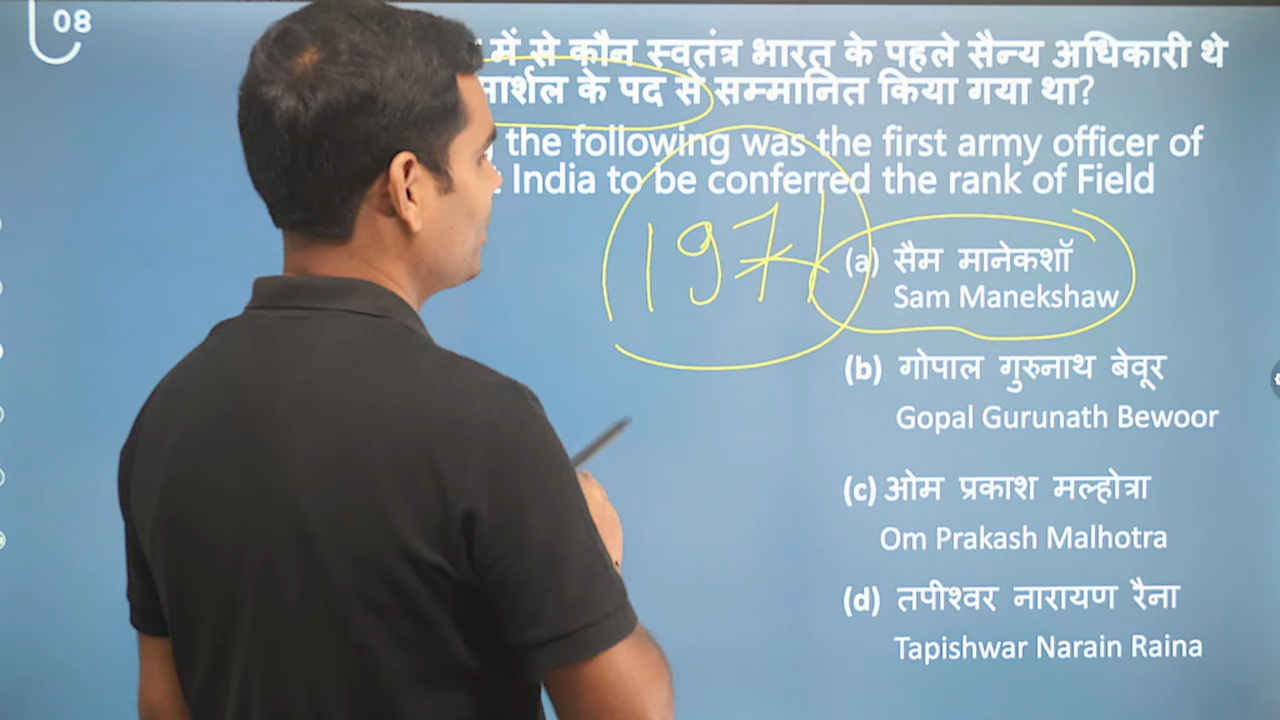 08
में से कौन स्वतंत्र भारत के पहले सैन्य अधिकारी थे
मार्शल के पद से सम्मानित किया गया था?
the following was the first army officer of
India to be conferred the rank of Field
1971
(a) सैम मानेकशॉ
Sam Manekshaw
(b) गोपाल गुरुनाथ बेवूर
Gopal Gurunath Bewoor
(c) ओम प्रकाश मल्होत्रा
Om Prakash Malhotra
(d) तपीश्वर नारायण रैना
Tapishwar Narain Raina